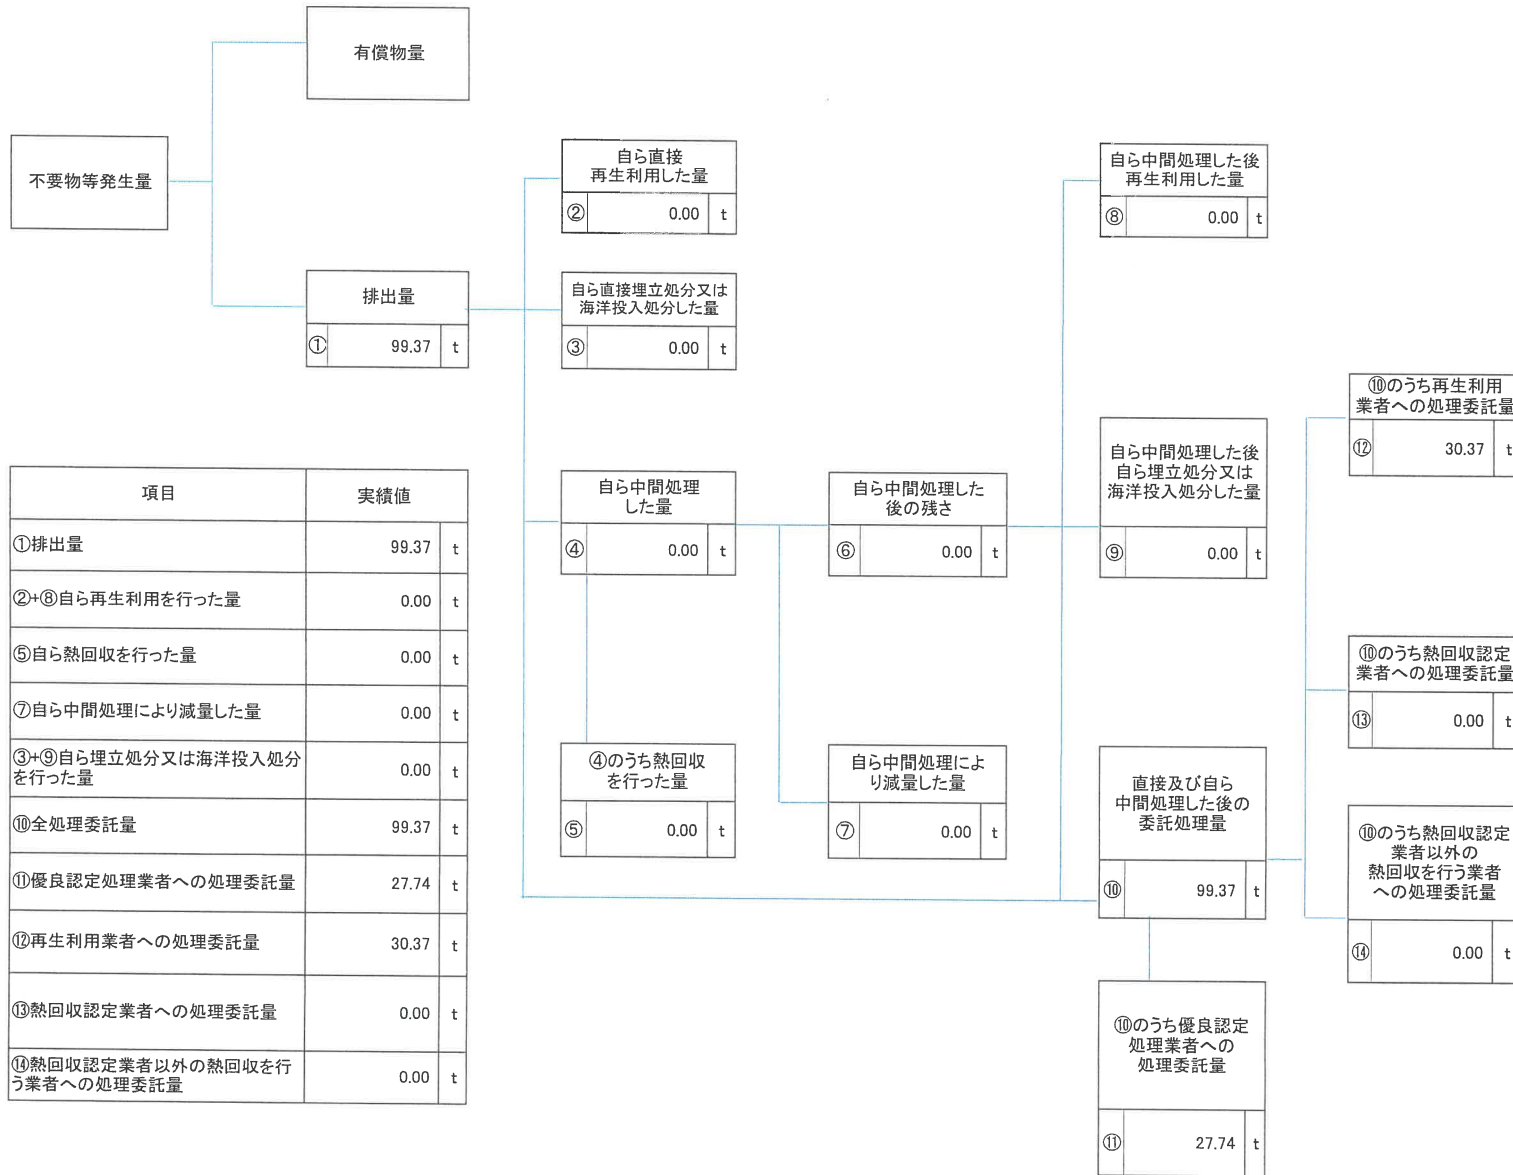 有償物量
不要物等発生量
排出量
① 99.37 t
自ら直接
再生利用した量
② 0.00 t
自ら直接埋立処分又は
海洋投入処分した量
③ 0.00 t
自ら中間処理
した量
④ 0.00 t
④のうち熱回収
を行った量
⑤ 0.00 t
自ら中間処理した
後の残さ
⑥ 0.00 t
自ら中間処理によ
り減量した量
⑦ 0.00 t
自ら中間処理した後
再生利用した量
⑧ 0.00 t
自ら中間処理した後
自ら埋立処分又は
海洋投入処分した量
⑨ 0.00 t
直接及び自ら
中間処理した後の
委託処理量
⑩ 99.37 t
⑩のうち優良認定
処理業者への
処理委託量
⑪ 27.74 t
⑩のうち再生利用
業者への処理委託量
⑫ 30.37 t
⑩のうち熱回収認定
業者への処理委託量
⑬ 0.00 t
⑩のうち熱回収認定
業者以外の
熱回収を行う業者
への処理委託量
⑭ 0.00 t
項目 実績値
①排出量 99.37 t
②+⑧自ら再生利用を行った量 0.00 t
⑤自ら熱回収を行った量 0.00 t
⑦自ら中間処理により減量した量 0.00 t
③+⑨自ら埋立処分又は海洋投入処分
を行った量 0.00 t
⑩全処理委託量 99.37 t
⑪優良認定処理業者への処理委託量 27.74 t
⑫再生利用業者への処理委託量 30.37 t
⑬熱回収認定業者への処理委託量 0.00 t
⑭熱回収認定業者以外の熱回収を行
う業者への処理委託量 0.00 t